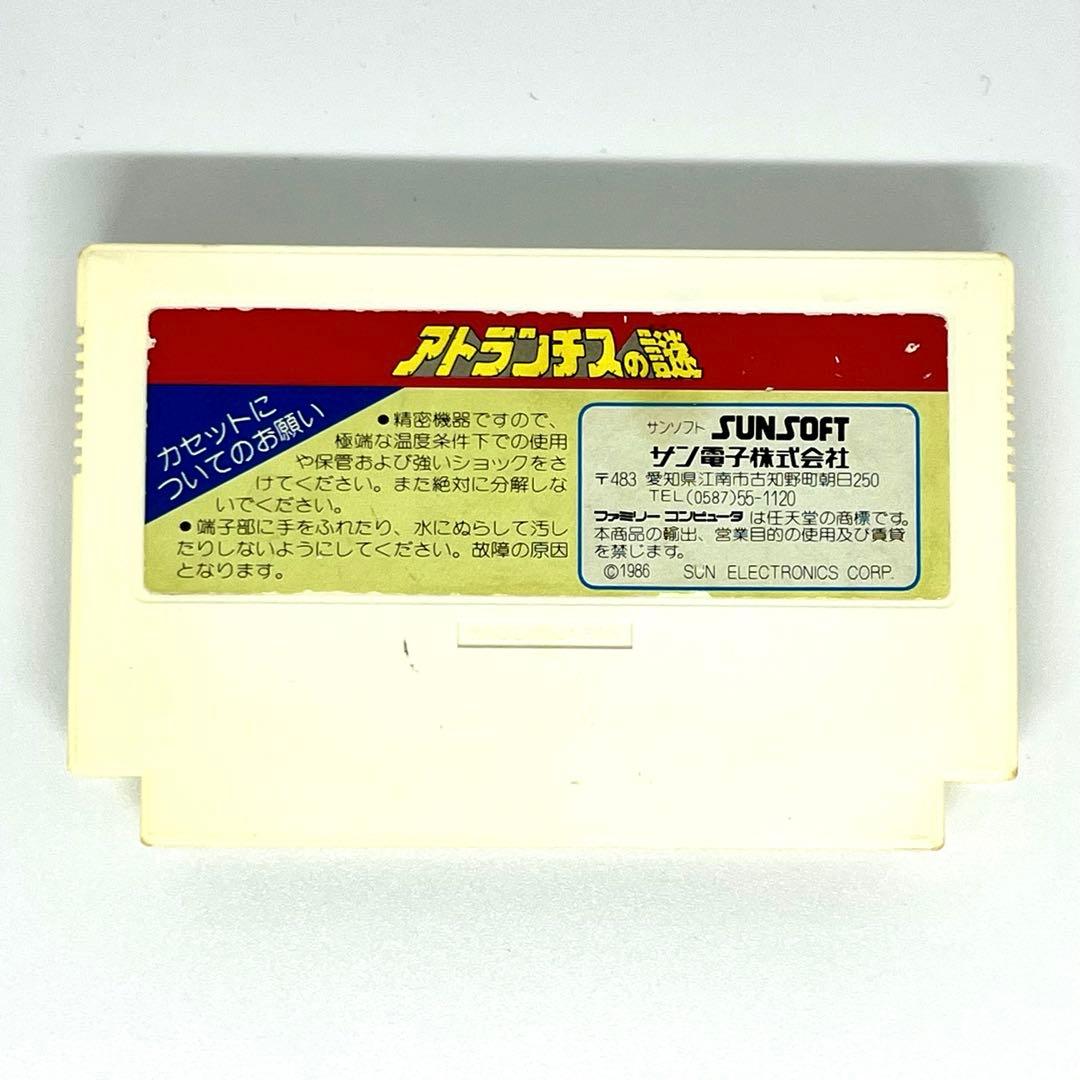 アトランチスの謎
カセットに
ついてのお願い
●精密機器ですので、
極端な温度条件下での使用
や保管および強いショックをさ
けてください。また絶対に分解しな
いでください。
●端子部に手をふれたり、水にぬらして汚し
たりしないようにしてください。故障の原因
となります。
サンソフト SUNSOFT
サン電子株式会社
〒483 愛知県江南市古知野町朝日250
TEL(0587)55-1120
ファミリー コンピュータ は任天堂の商標です。
本商品の輸出、営業目的の使用及び賃貸
を禁じます。
©1986 SUN ELECTRONICS CORP.